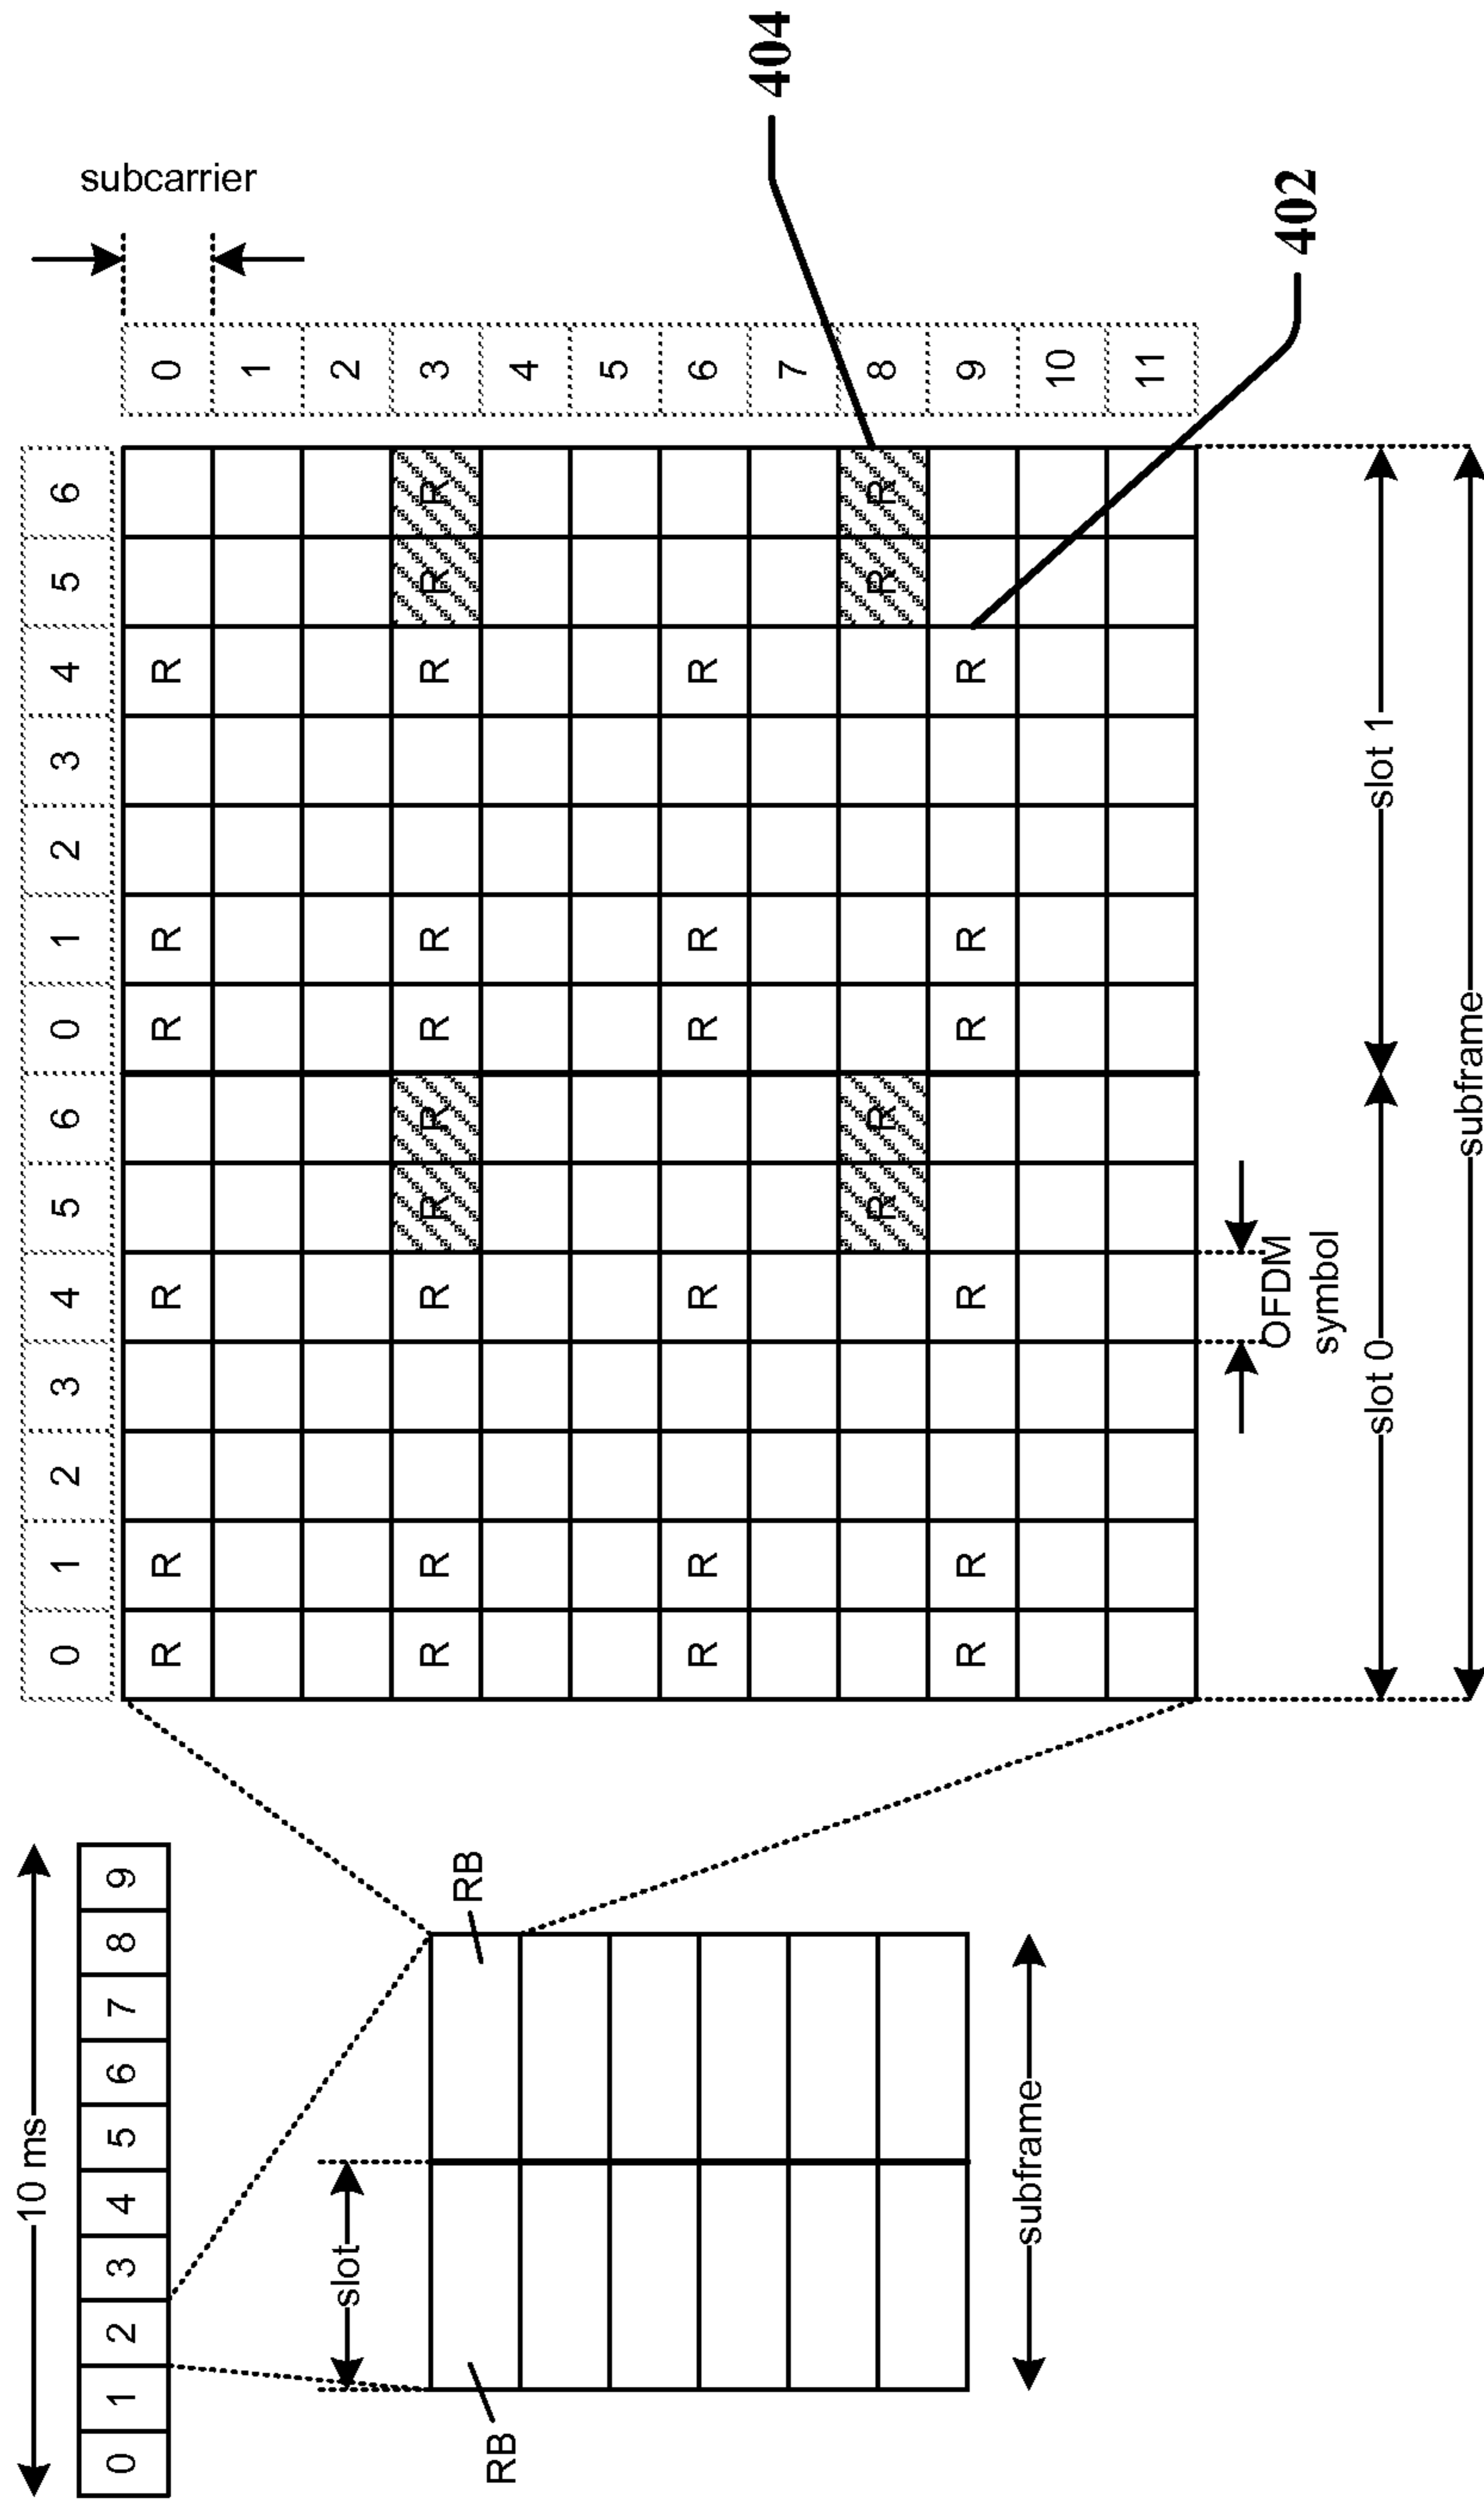 10 ms
0 1 2 3 4 5 6 7 8 9
slot
RB
RB
subframe
0 1 2 3 4 5 6 0 1 2 3 4 5 6
subcarrier
R R R R R R 0
1
2
R R R R R R R R R R 3
4
5
R R R R R R 6
7
R R R R 8
R R R R R R 9
10
11
404
402
OFDM
symbol
slot 0
slot 1
subframe